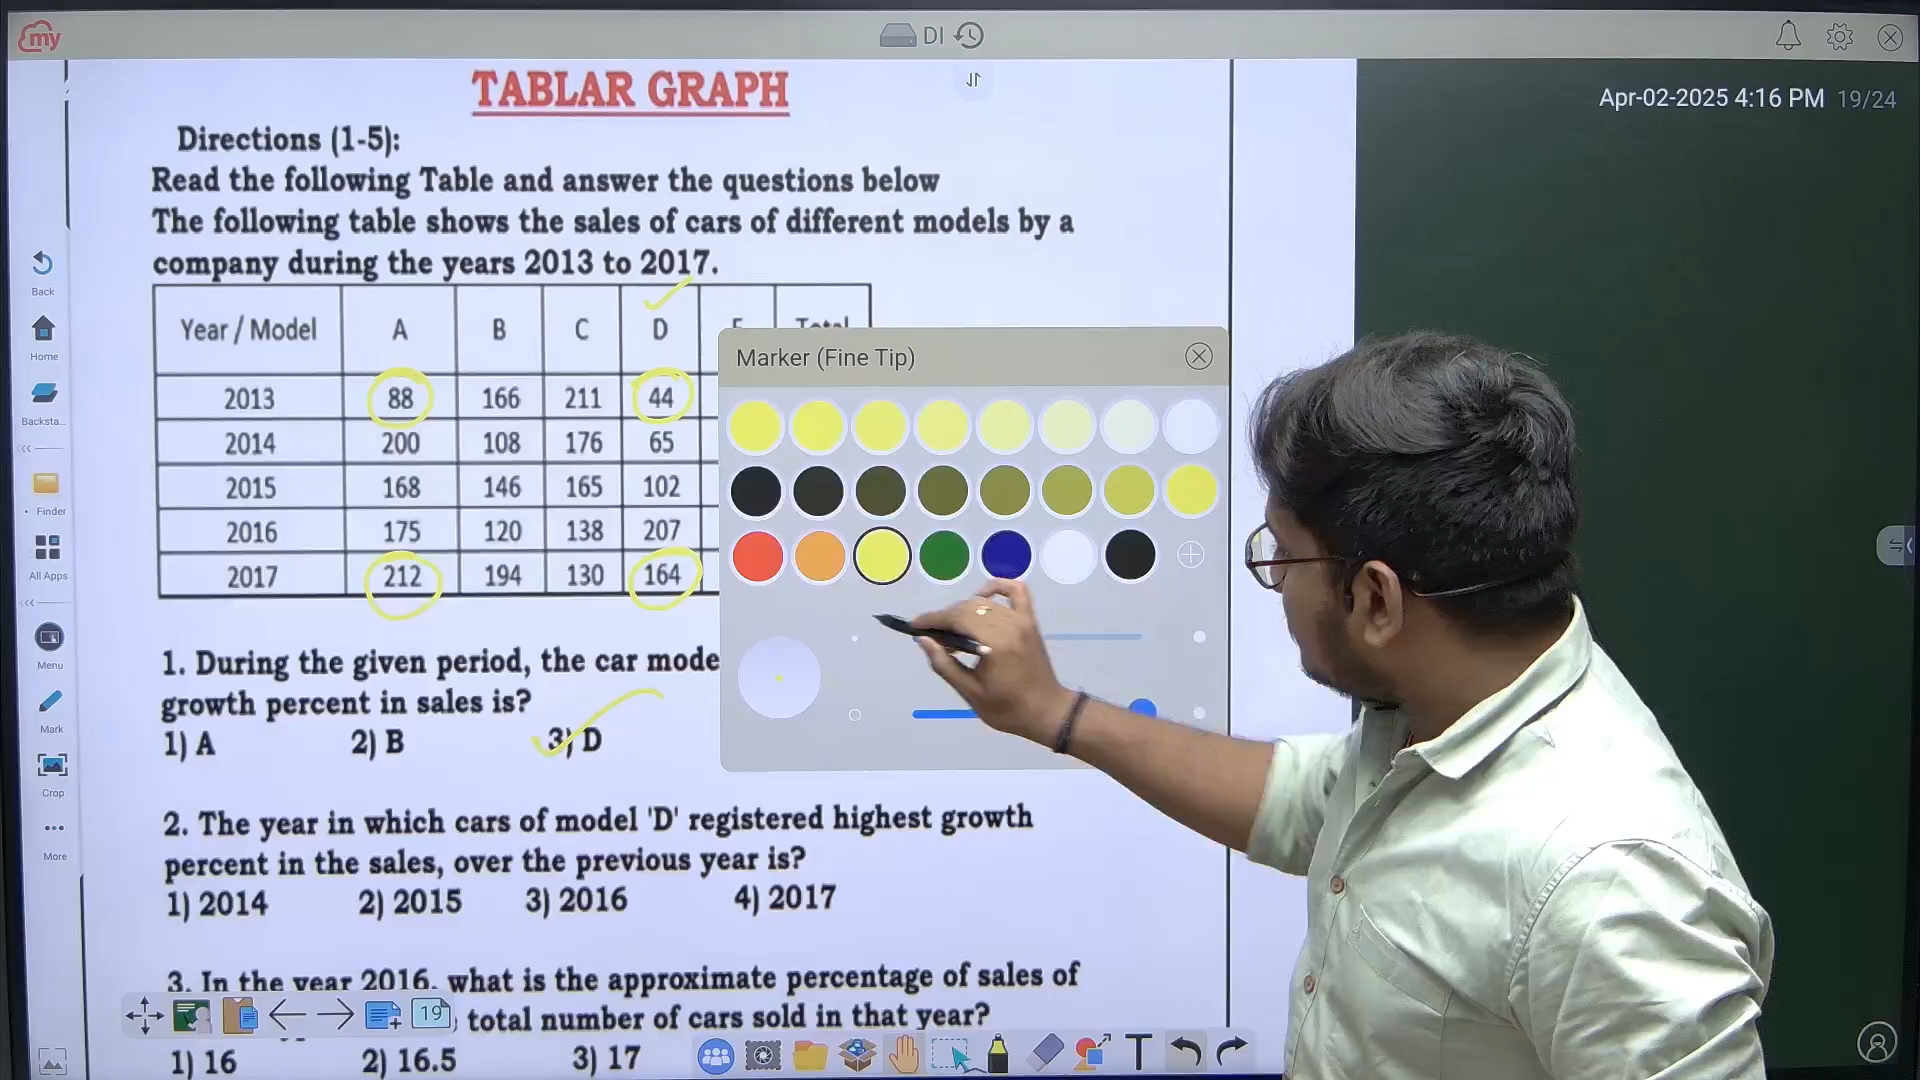 my
DI
Apr-02-2025 4:16 PM 19/24
TABLAR GRAPH
Directions (1-5):
Read the following Table and answer the questions below
The following table shows the sales of cars of different models by a
company during the years 2013 to 2017.
Year / Model A B C D
2013 88 166 211 44
2014 200 108 176 65
2015 168 146 165 102
2016 175 120 138 207
2017 212 194 130 164
Marker (Fine Tip)
1. During the given period, the car mode
growth percent in sales is?
1) A 2) B 3) D
2. The year in which cars of model 'D' registered highest growth
percent in the sales, over the previous year is?
1) 2014 2) 2015 3) 2016 4) 2017
3. In the year 2016, what is the approximate percentage of sales of
total number of cars sold in that year?
1) 16 2) 16.5 3) 17
Back
Home
Backsta...
Finder
All Apps
Menu
Mark
Crop
More
19
T